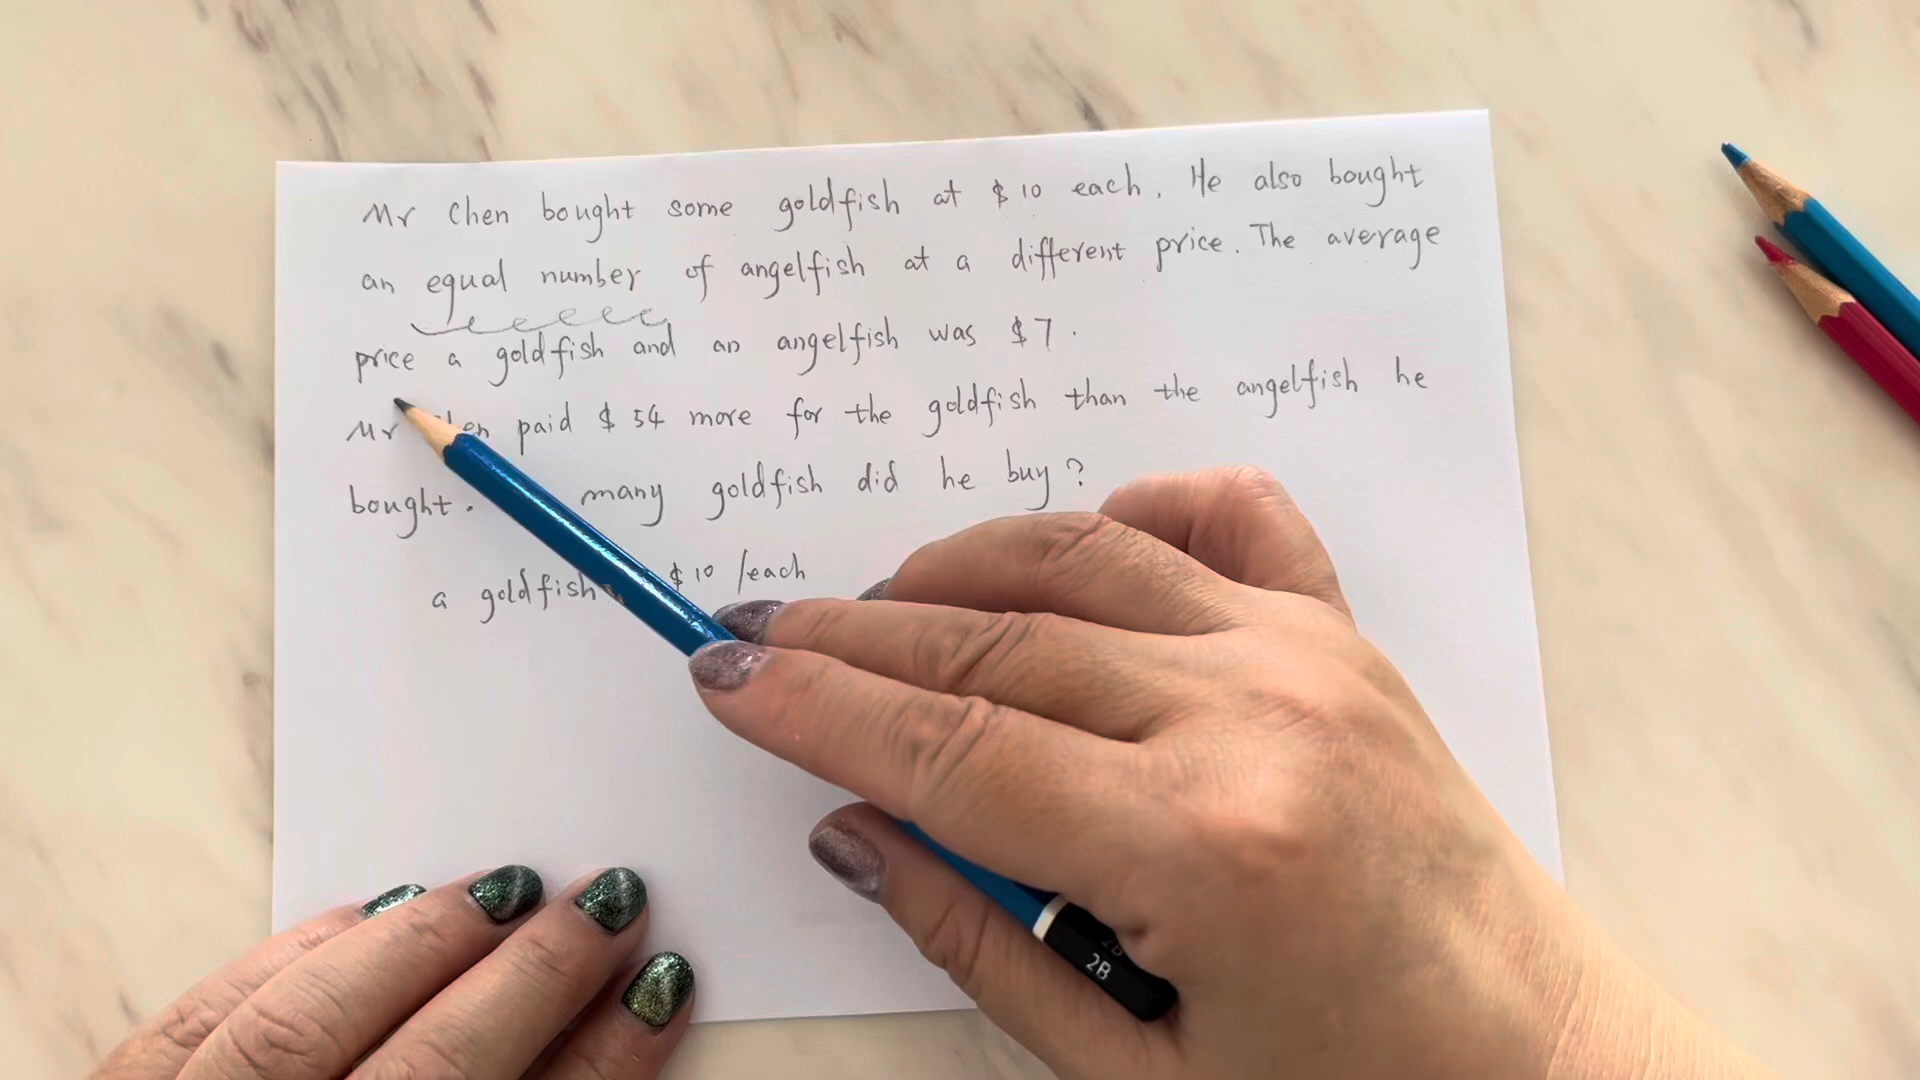 Mr Chen bought some goldfish at $10 each. He also bought
an equal number of angelfish at a different price. The average
price a goldfish and an angelfish was $7.
Mr paid $54 more for the goldfish than the angelfish he
bought. many goldfish did he buy?
a goldfish $10 /each
2B